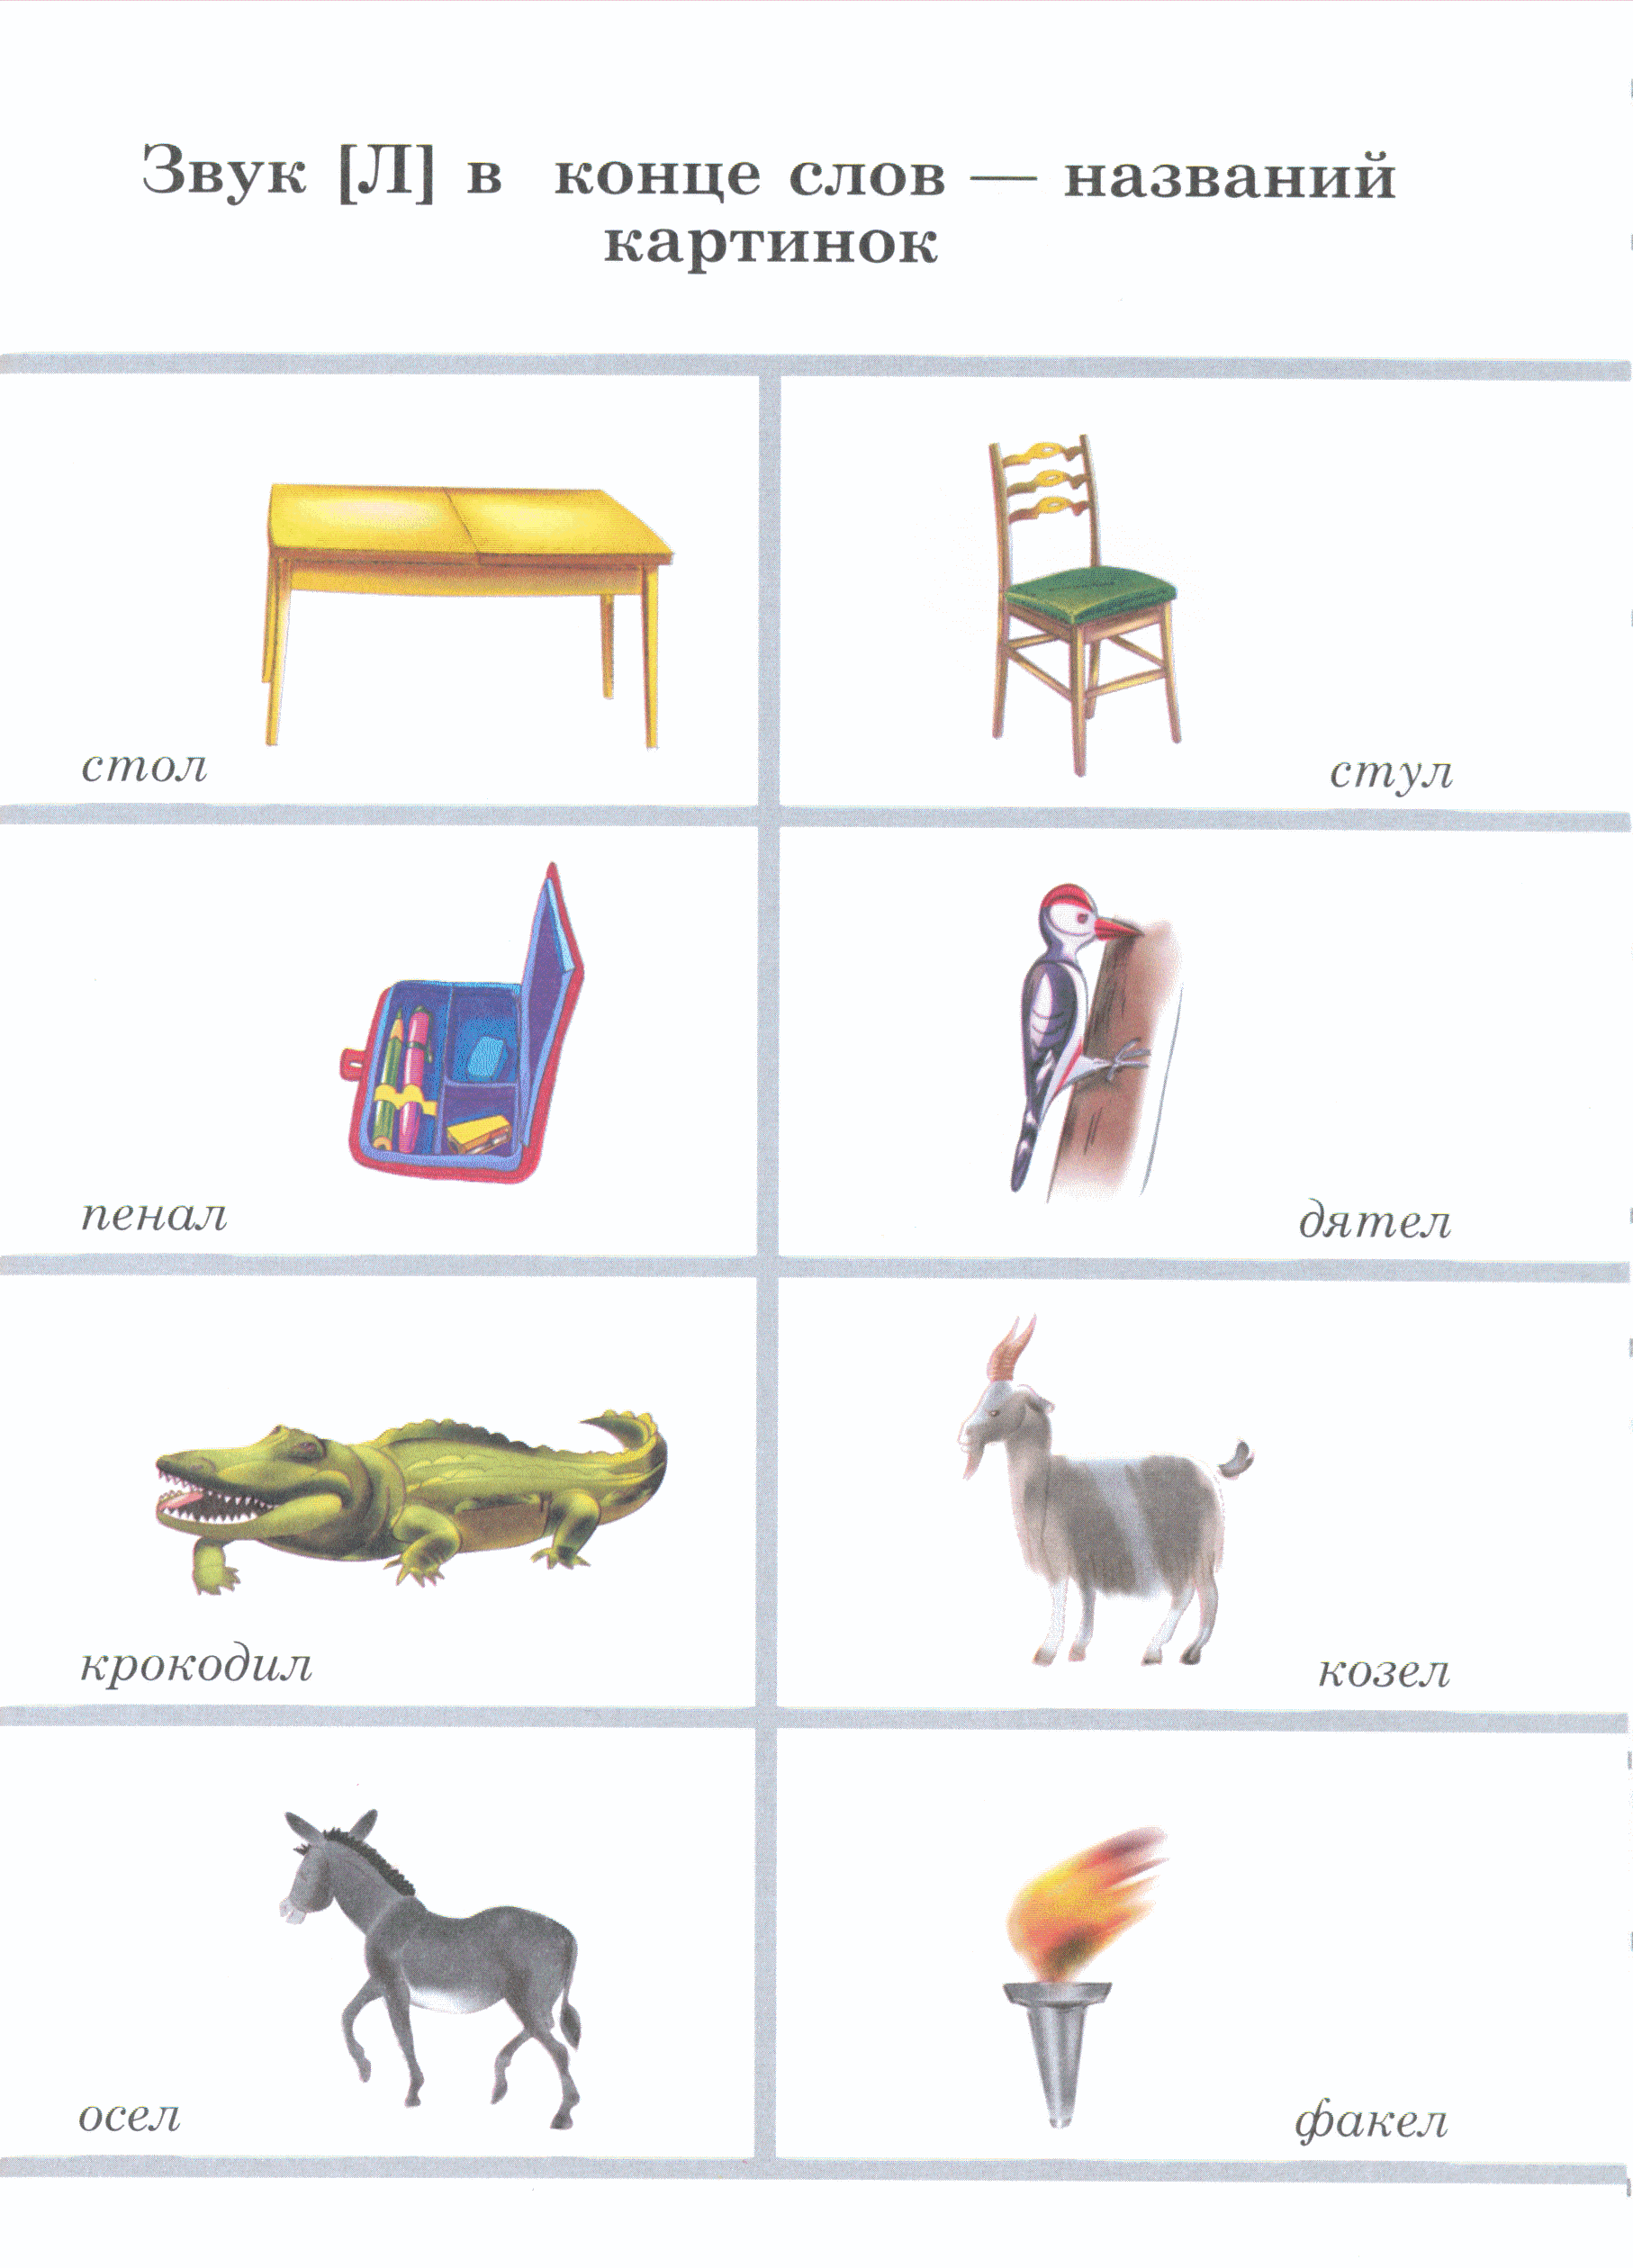 Звук [Л] в конце слов — названий
картинок
стол
стул
пенал
дятел
крокодил
козел
осел
факел